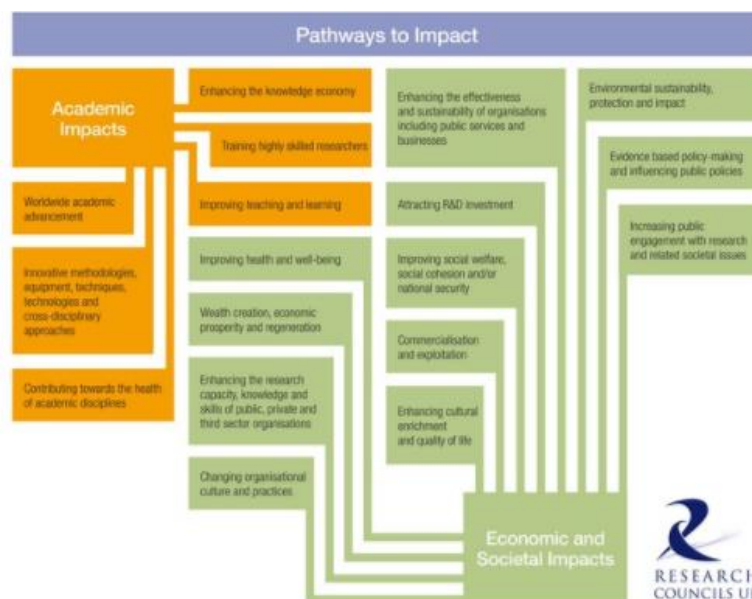 Pathways to Impact
Academic
Impacts
Worldwide academic
advancement
Innovative methodologies,
equipment, techniques,
technologies and
cross-disciplinary
approaches
Contributing towards the health
of academic disciplines
Enhancing the knowledge economy
Training highly skilled researchers
Improving teaching and learning
Improving health and well-being
Wealth creation, economic
prosperity and regeneration
Enhancing the research
capacity, knowledge and
skills of public, private and
third sector organisations
Changing organisational
culture and practices
Enhancing the effectiveness
and sustainability of organisations
including public services and
businesses
Attracting R&D investment
Improving social welfare,
social cohesion and/or
national security
Commercialisation
and exploitation
Enhancing cultural
enrichment
and quality of life
Environmental sustainability,
protection and impact
Evidence based policy-making
and influencing public policies
Increasing public
engagement with research
and related societal issues
Economic and
Societal Impacts
RESEARCH
COUNCILS U